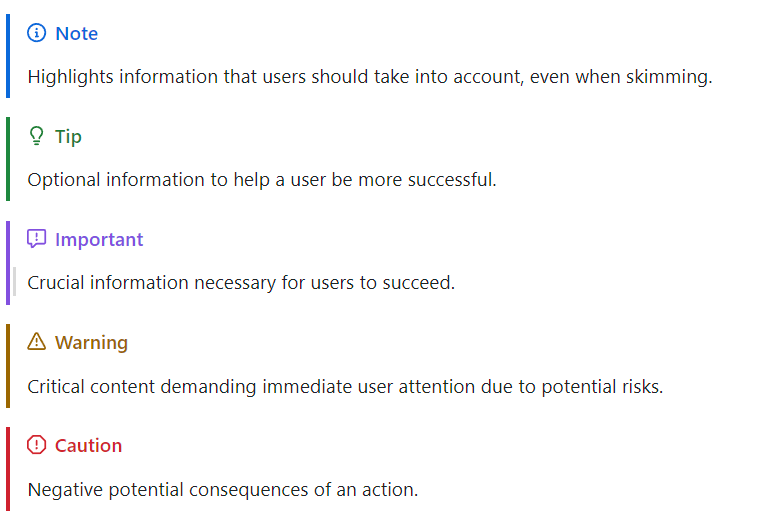 Note
Highlights information that users should take into account, even when skimming.
Tip
Optional information to help a user be more successful.
Important
Crucial information necessary for users to succeed.
Warning
Critical content demanding immediate user attention due to potential risks.
Caution
Negative potential consequences of an action.